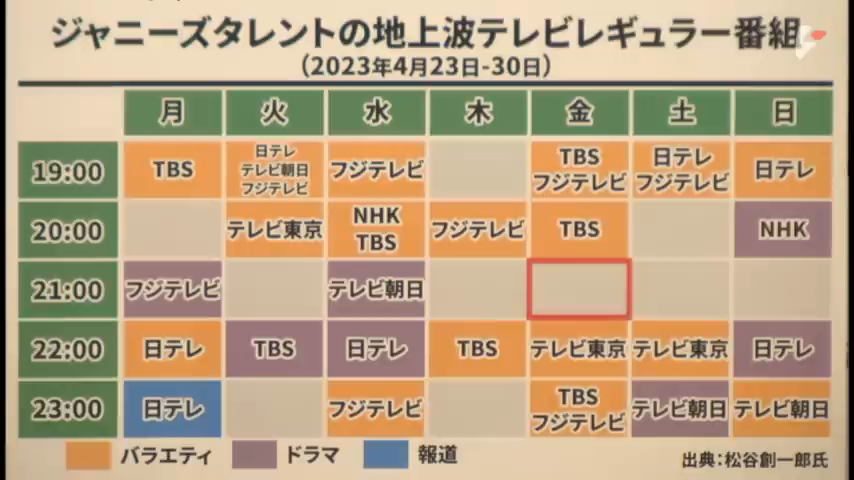 ジャニーズタレントの地上波テレビレギュラー番組
(2023年4月23日-30日)
月 火 水 木 金 土 日
19:00 TBS 日テレ テレビ朝日 フジテレビ フジテレビ TBS フジテレビ 日テレ フジテレビ 日テレ
20:00 テレビ東京 NHK TBS フジテレビ TBS NHK
21:00 フジテレビ テレビ朝日
22:00 日テレ TBS 日テレ TBS テレビ東京 テレビ東京 日テレ
23:00 日テレ フジテレビ TBS フジテレビ テレビ朝日 テレビ朝日
バラエティ ドラマ 報道
出典:松谷創一郎氏